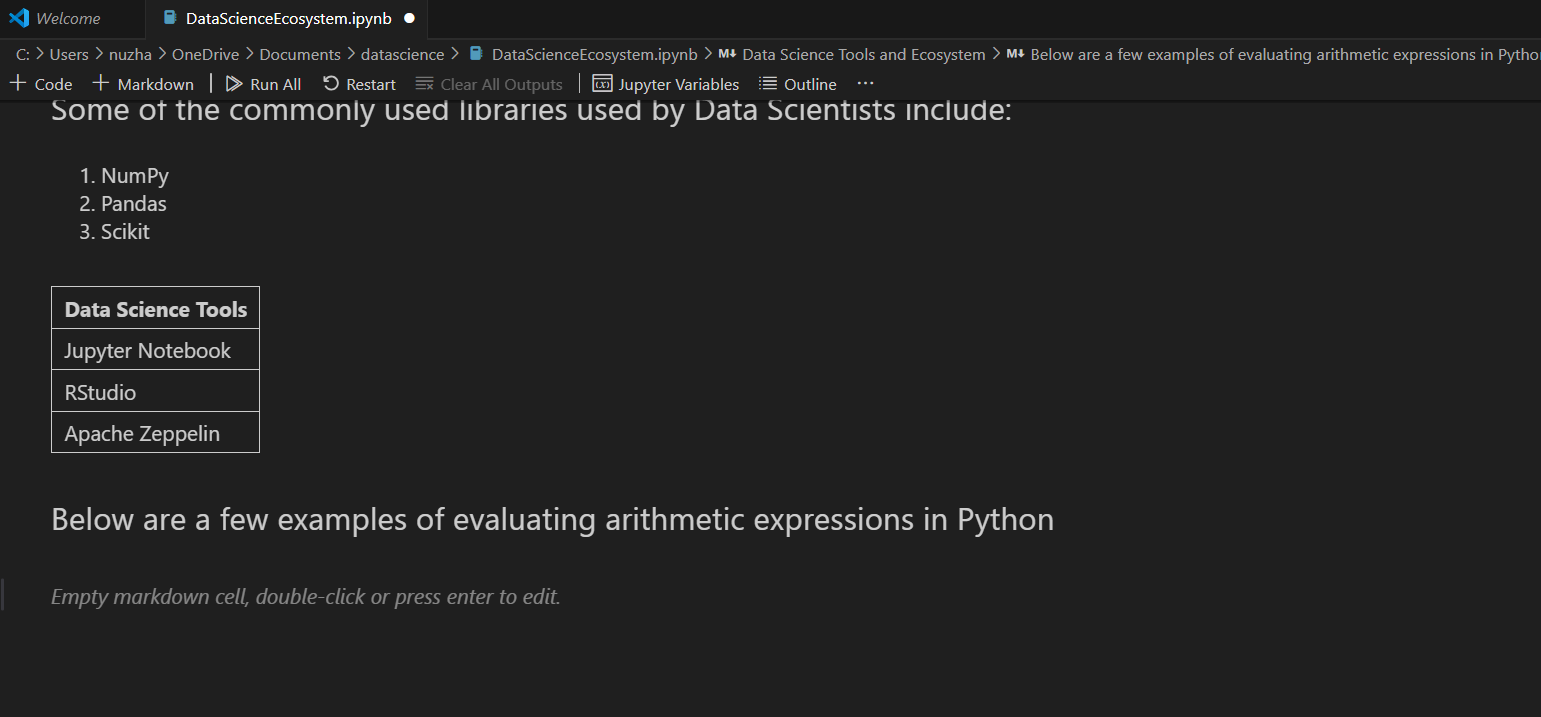 Welcome DataScienceEcosystem.ipynb
C: > Users > nuzha > OneDrive > Documents > datascience > DataScienceEcosystem.ipynb > M↓ Data Science Tools and Ecosystem > M↓ Below are a few examples of evaluating arithmetic expressions in Pytho
+ Code + Markdown | Run All Restart Clear All Outputs | Jupyter Variables Outline ...
Some of the commonly used libraries used by Data Scientists include:
1. NumPy
2. Pandas
3. Scikit
Data Science Tools
Jupyter Notebook
RStudio
Apache Zeppelin
Below are a few examples of evaluating arithmetic expressions in Python
Empty markdown cell, double-click or press enter to edit.